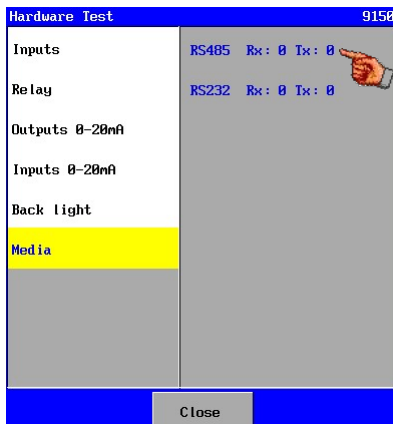 Hardware Test 9150
Inputs
RS485 Rx: 0 Tx: 0
Relay
RS232 Rx: 0 Tx: 0
Outputs 0-20mA
Inputs 0-20mA
Back light
Media
Close